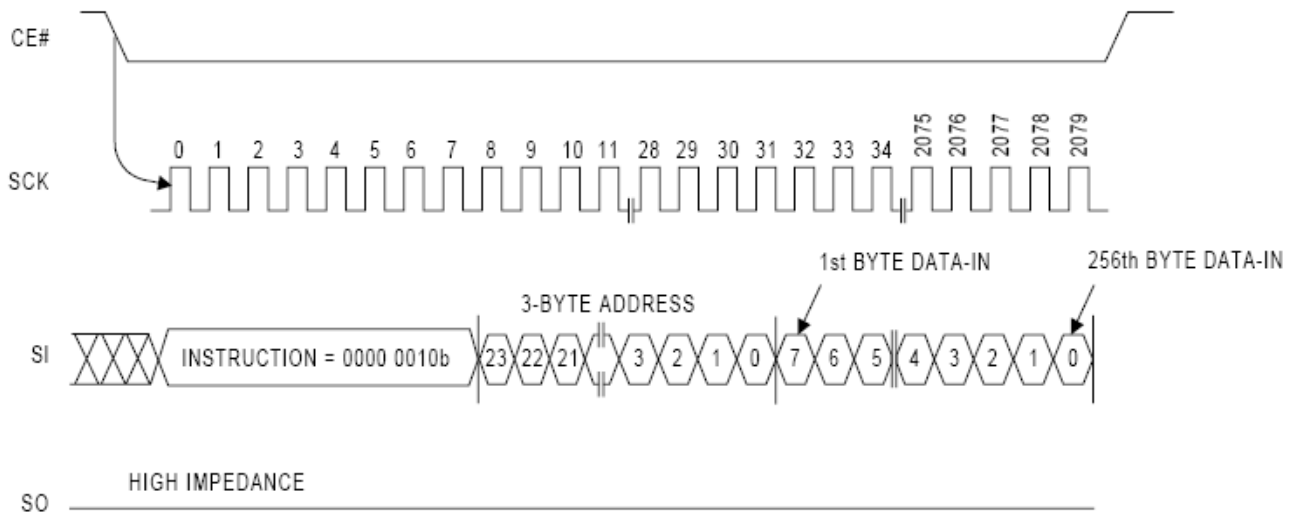 CE#
0 1 2 3 4 5 6 7 8 9 10 11 28 29 30 31 32 33 34 2075 2076 2077 2078 2079
SCK
1st BYTE DATA-IN 256th BYTE DATA-IN
3-BYTE ADDRESS
SI INSTRUCTION = 0000 0010b 23 22 21 3 2 1 0 7 6 5 4 3 2 1 0
HIGH IMPEDANCE
SO